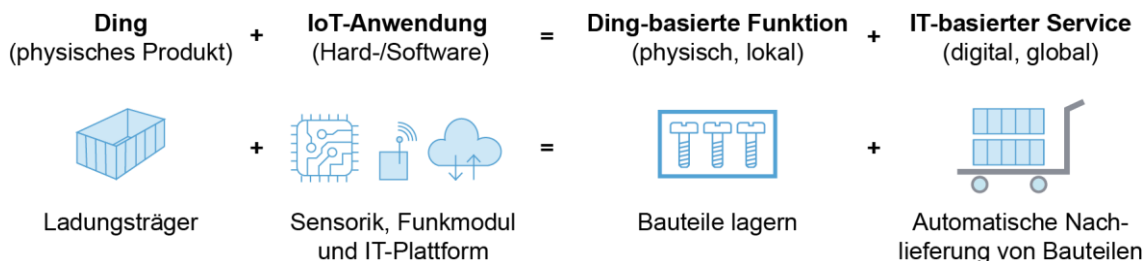 Ding + IoT-Anwendung = Ding-basierte Funktion + IT-basierter Service
(physisches Produkt) (Hard-/Software) (physisch, lokal) (digital, global)
+ = +
Ladungsträger Sensorik, Funkmodul Bauteile lagern Automatische Nach-
und IT-Plattform lieferung von Bauteilen